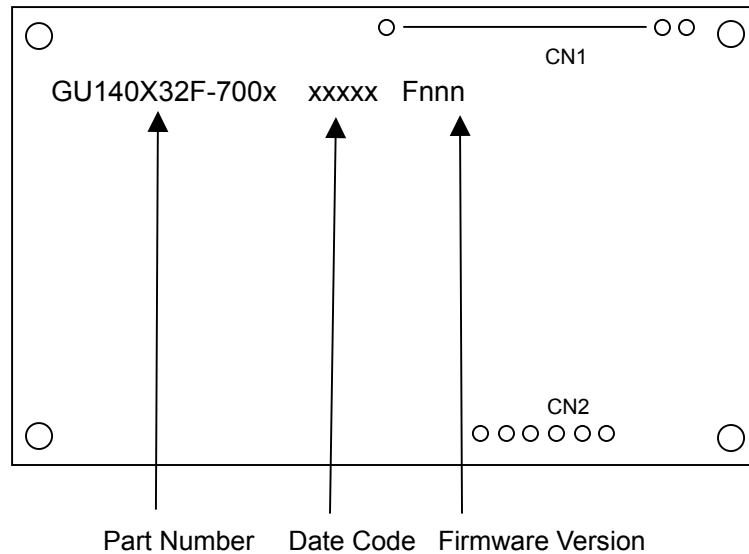 CN1
GU140X32F-700x xxxxx Fnnn
CN2
Part Number Date Code Firmware Version